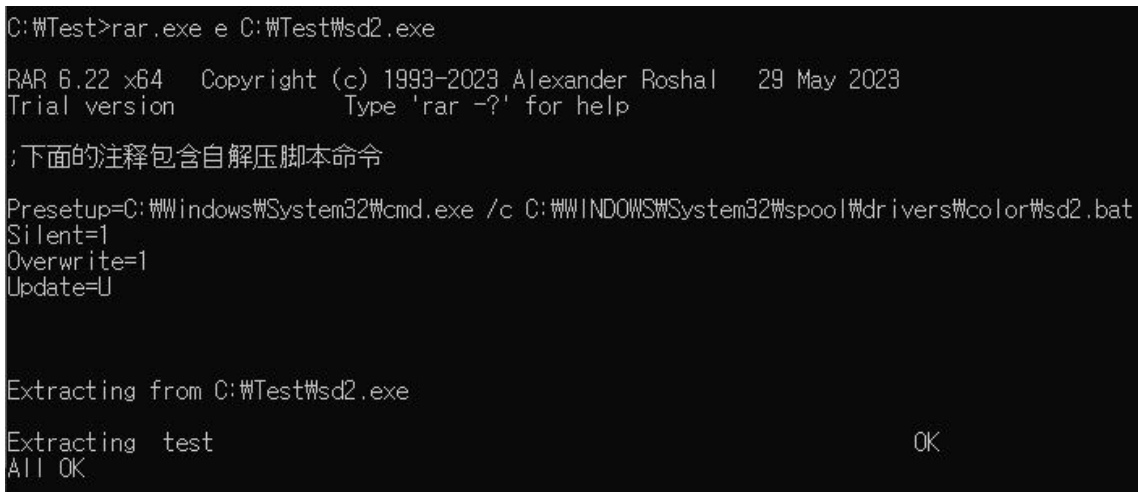 C:₩Test>rar.exe e C:₩Test₩sd2.exe
RAR 6.22 x64   Copyright (c) 1993-2023 Alexander Roshal   29 May 2023
Trial version             Type 'rar -?' for help
;下面的注释包含自解压脚本命令
Presetup=C:₩Windows₩System32₩cmd.exe /c C:₩WINDOWS₩System32₩spool₩drivers₩color₩sd2.bat
Silent=1
Overwrite=1
Update=U
Extracting from C:₩Test₩sd2.exe
Extracting  test                                                      OK
All OK